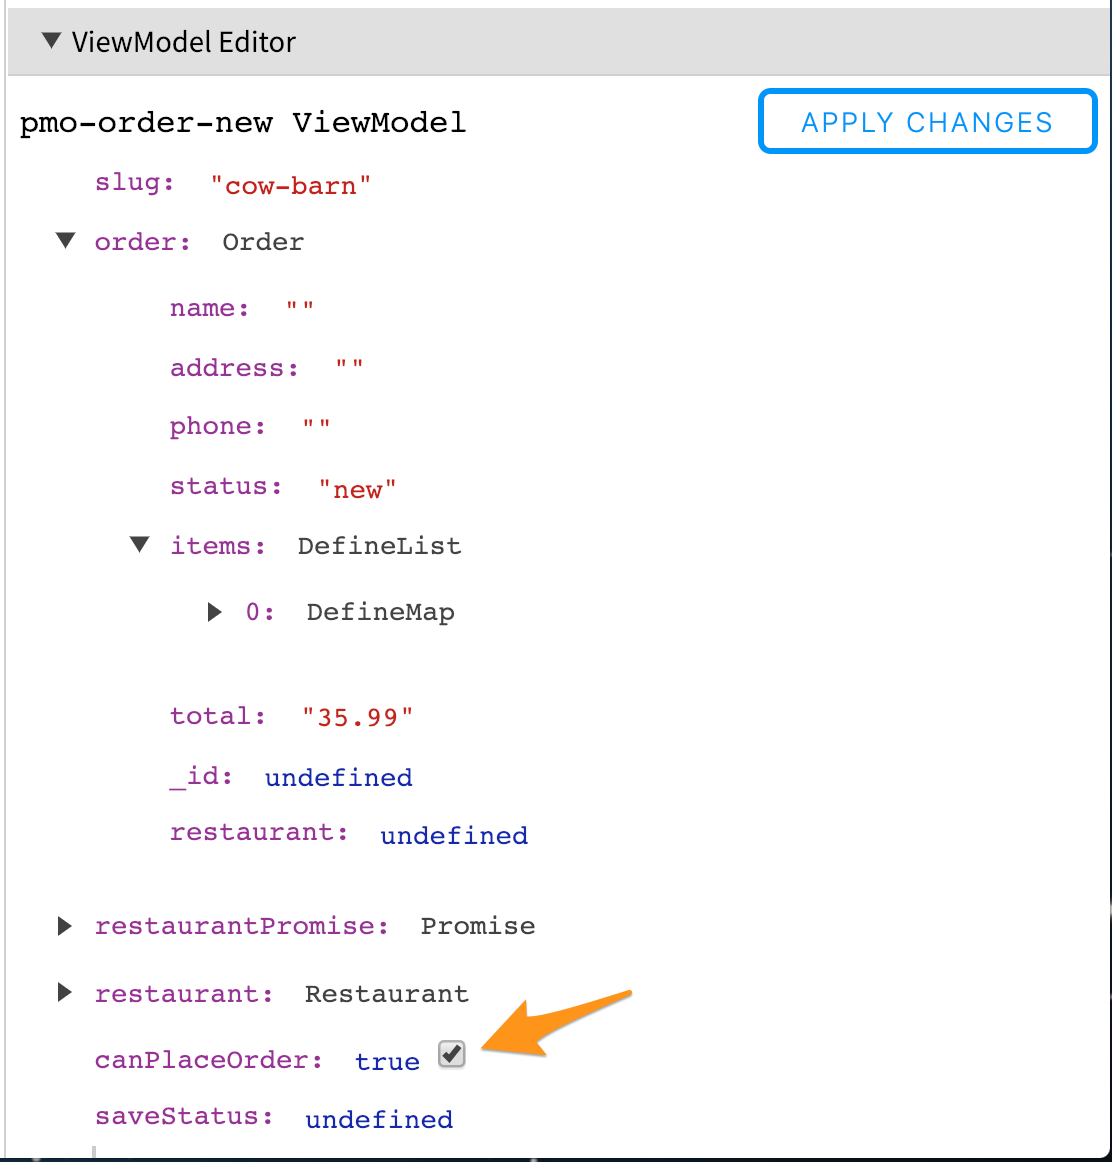 ViewModel Editor
pmo-order-new ViewModel
APPLY CHANGES
slug: "cow-barn"
order: Order
name: ""
address: ""
phone: ""
status: "new"
items: DefineList
0: DefineMap
total: "35.99"
_id: undefined
restaurant: undefined
restaurantPromise: Promise
restaurant: Restaurant
canPlaceOrder: true
saveStatus: undefined